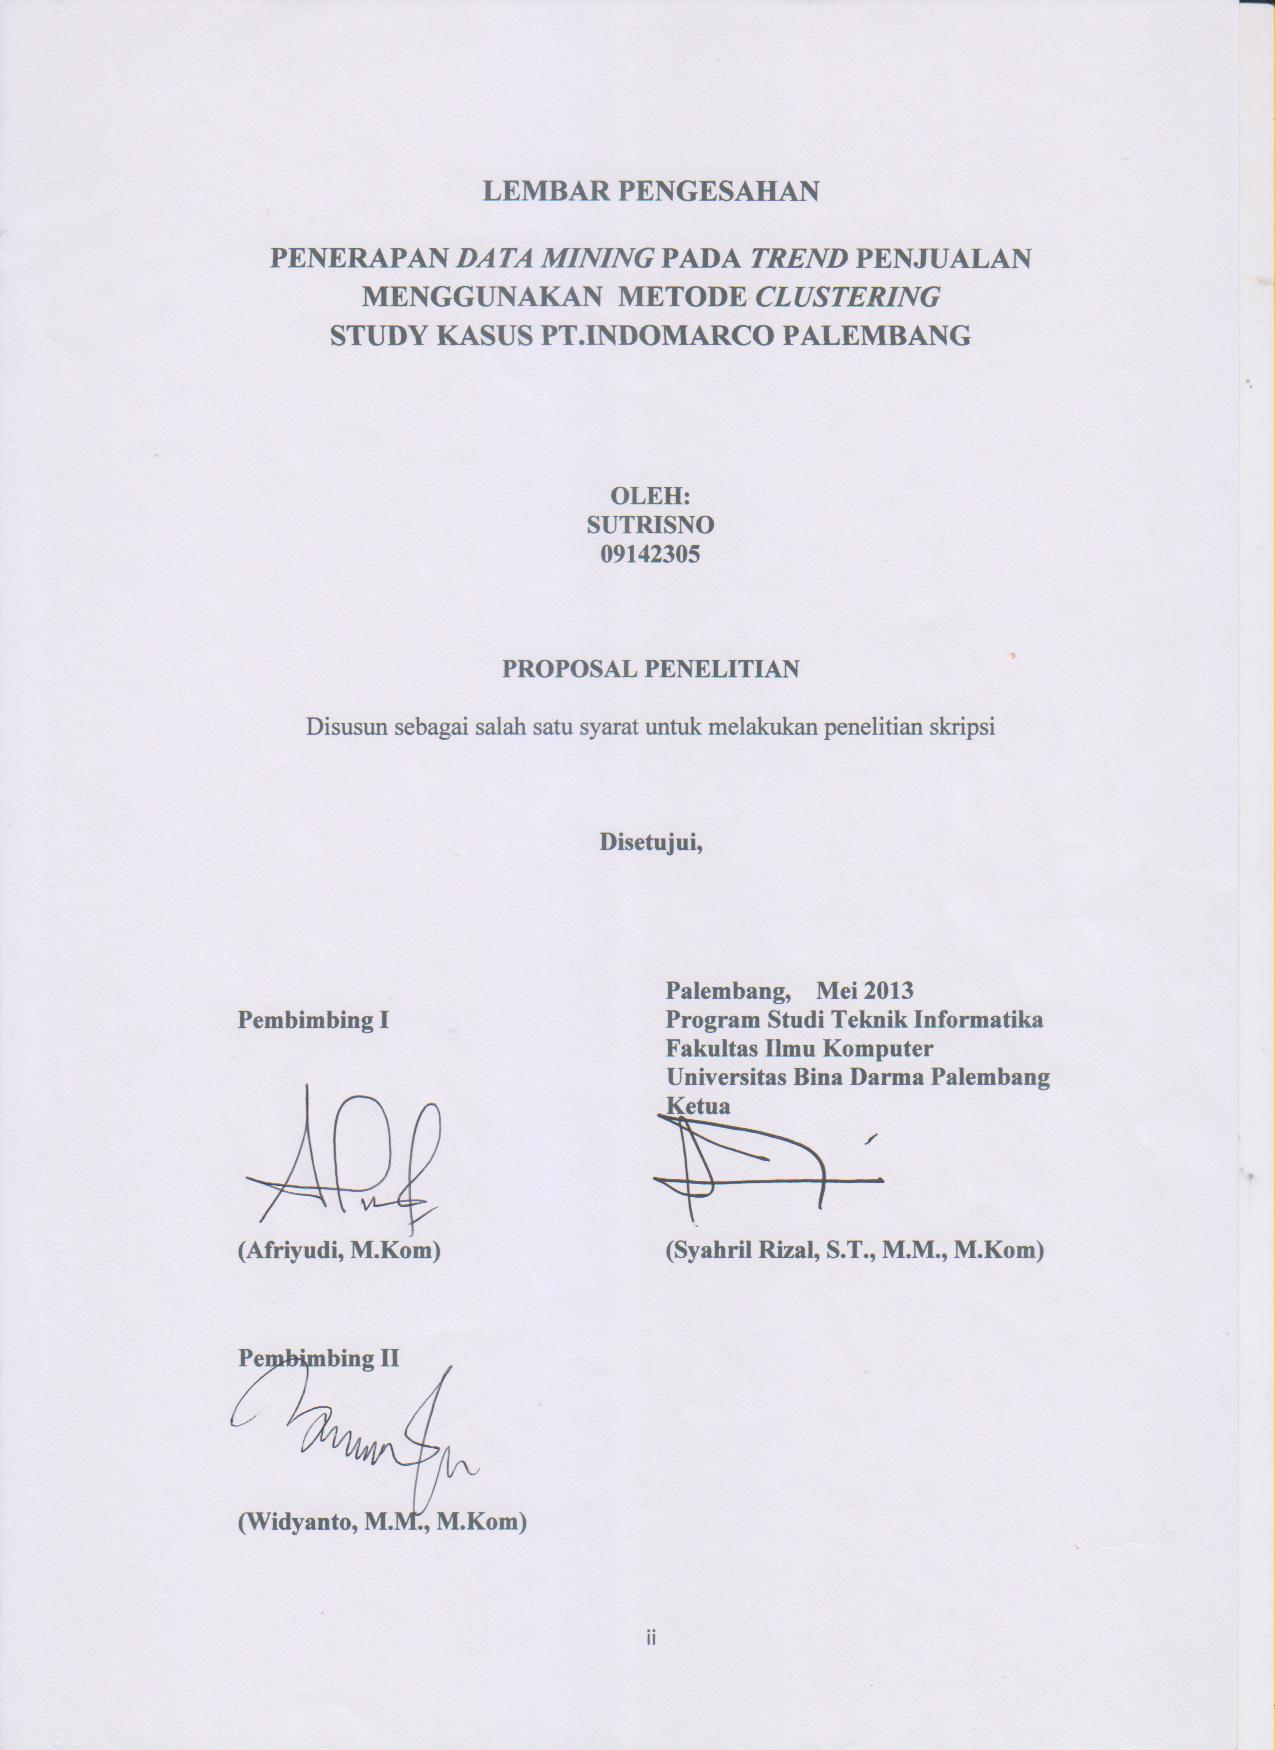 LEMBAR PENGESAHAN
PENERAPAN DATA MINING PADA TREND PENJUALAN
MENGGUNAKAN METODE CLUSTERING
STUDY KASUS PT.INDOMARCO PALEMBANG
OLEH:
SUTRISNO
09142305
PROPOSAL PENELITIAN
Disusun sebagai salah satu syarat untuk melakukan penelitian skripsi
Disetujui,
Pembimbing I
Palembang, Mei 2013
Program Studi Teknik Informatika
Fakultas Ilmu Komputer
Universitas Bina Darma Palembang
Ketua
(Afriyudi, M.Kom)
(Syahril Rizal, S.T., M.M., M.Kom)
Pembimbing II
(Widyanto, M.M., M.Kom)
ii